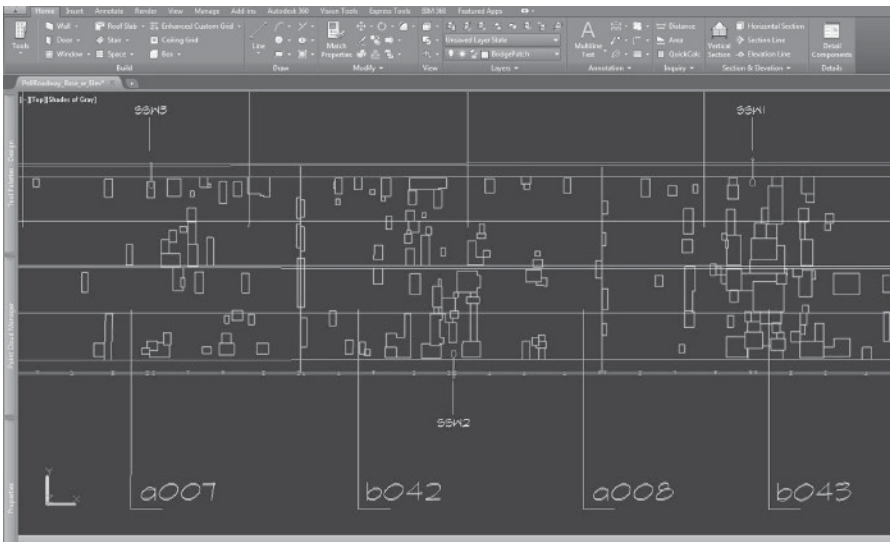 Home Insert Annotate Render View Manage Add-ins Autodesk 360 Vision Tools Express Tools Featured Apps
Wall Roof Slab Enhanced Custom Grid
Door Stair Ceiling Grid
Window Space Box
Tools
Line
Match
Properties
Unsaved Layer State
BridgePatch
Multiline
Text
Distance
Area
QuickCalc
Vertical
Section
Horizontal Section
Section Line
Elevation Line
Detail
Components
Build Draw Modify View Layers Annotation Inquiry Section & Elevation Details
[-][Top][Shades of Gray]
SSW3 SSW1
SSW2
a007 b042 a008 b043
Y
X
Point Cloud Manager
Properties